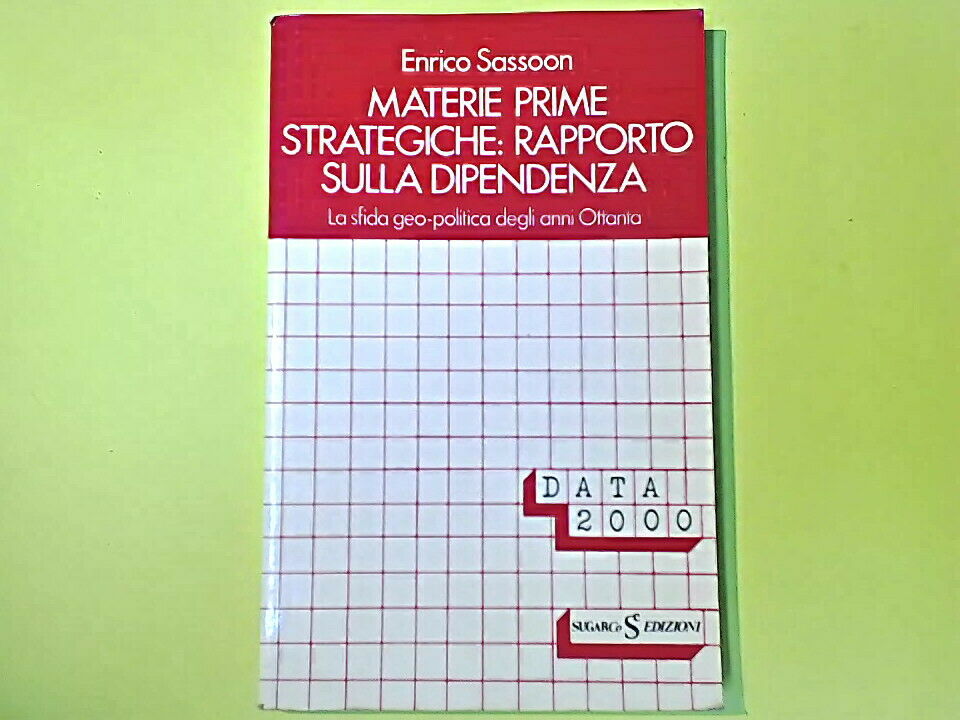 Enrico Sassoon
MATERIE PRIME
STRATEGICHE: RAPPORTO
SULLA DIPENDENZA
La sfida geo-politica degli anni Ottanta
DATA
2000
SUGARCo Sc EDIZIONI